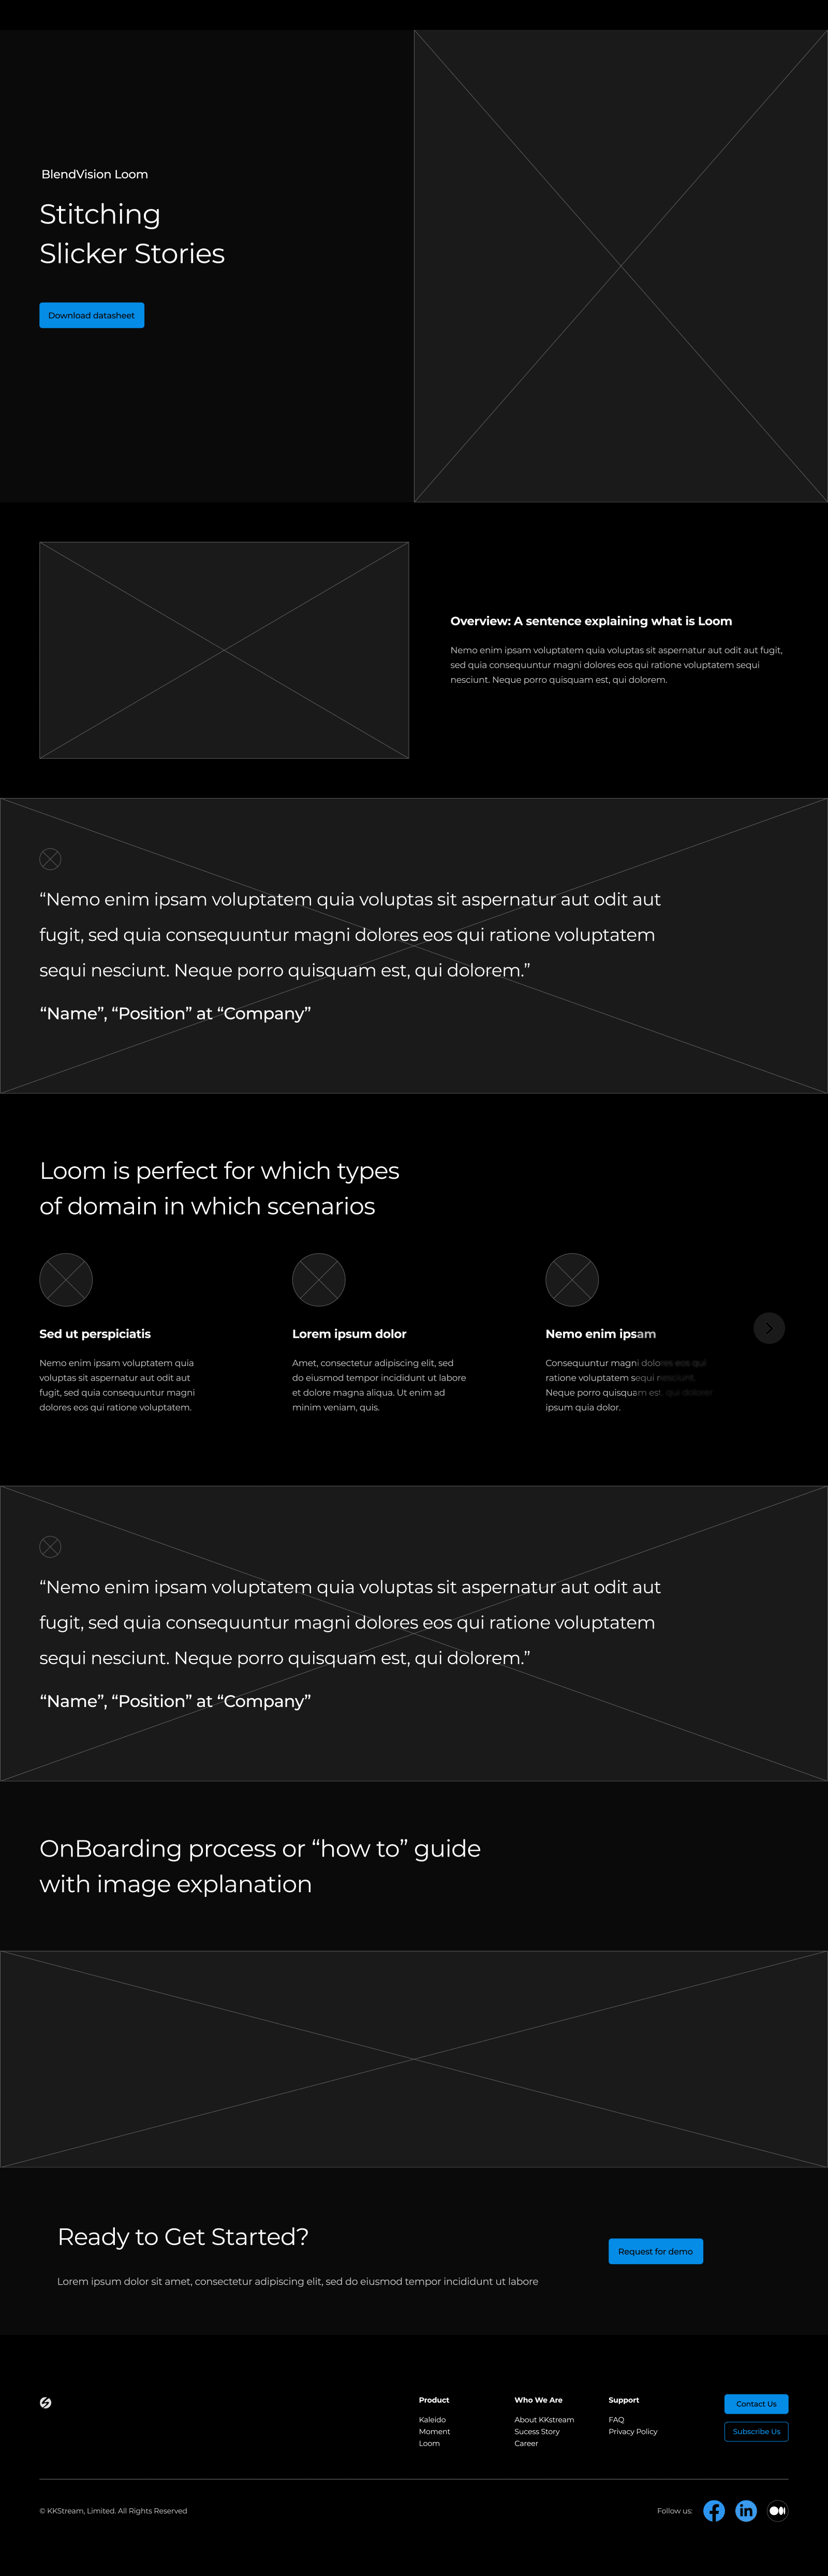 BlendVision Loom
Stitching
Slicker Stories
Download datasheet
Overview: A sentence explaining what is Loom
Nemo enim ipsam voluptatem quia voluptas sit aspernatur aut odit aut fugit,
sed quia consequuntur magni dolores eos qui ratione voluptatem sequi
nesciunt. Neque porro quisquam est, qui dolorem.
“Nemo enim ipsam voluptatem quia voluptas sit aspernatur aut odit aut
fugit, sed quia consequuntur magni dolores eos qui ratione voluptatem
sequi nesciunt. Neque porro quisquam est, qui dolorem.”
“Name”, “Position” at “Company”
Loom is perfect for which types
of domain in which scenarios
Sed ut perspiciatis
Nemo enim ipsam voluptatem quia
voluptas sit aspernatur aut odit aut
fugit, sed quia consequuntur magni
dolores eos qui ratione voluptatem.
Lorem ipsum dolor
Amet, consectetur adipiscing elit, sed
do eiusmod tempor incididunt ut labore
et dolore magna aliqua. Ut enim ad
minim veniam, quis.
Nemo enim ipsam
Consequuntur magni dolores eos qui
ratione voluptatem sequi nesciunt.
Neque porro quisquam est, qui dolorem
ipsum quia dolor.
“Nemo enim ipsam voluptatem quia voluptas sit aspernatur aut odit aut
fugit, sed quia consequuntur magni dolores eos qui ratione voluptatem
sequi nesciunt. Neque porro quisquam est, qui dolorem.”
“Name”, “Position” at “Company”
OnBoarding process or “how to” guide
with image explanation
Ready to Get Started?
Lorem ipsum dolor sit amet, consectetur adipiscing elit, sed do eiusmod tempor incididunt ut labore
Request for demo
Product
Kaleido
Moment
Loom
Who We Are
About KKstream
Sucess Story
Career
Support
FAQ
Privacy Policy
Contact Us
Subscribe Us
© KKStream, Limited. All Rights Reserved
Follow us: